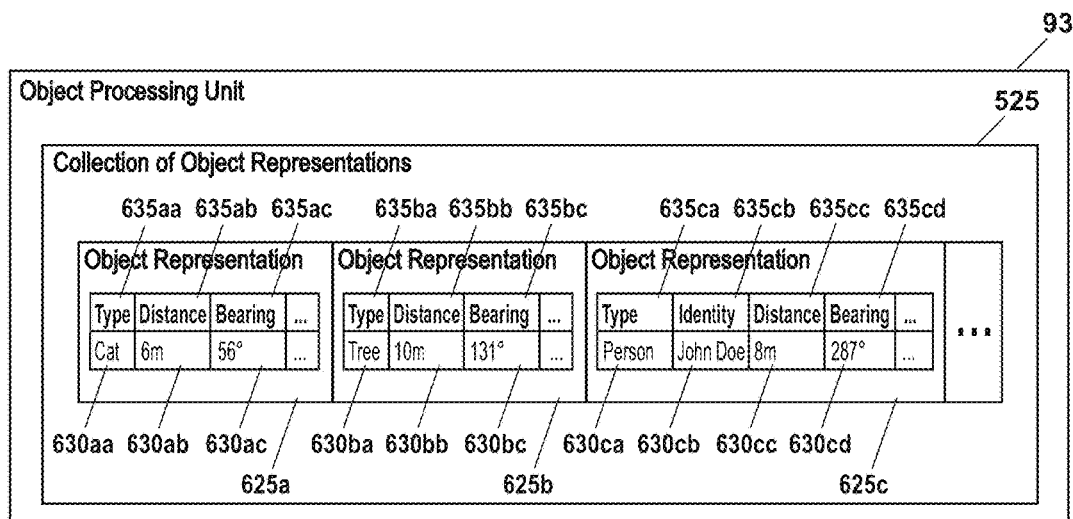 93
Object Processing Unit
525
Collection of Object Representations
635aa 635ab 635ac 635ba 635bb 635bc 635ca 635cb 635cc 635cd
Object Representation Object Representation Object Representation
Type Distance Bearing ... Type Distance Bearing ... Type Identity Distance Bearing ...
Cat 6m 56° ... Tree 10m 131° ... Person John Doe 8m 287° ...
...
630aa 630ab 630ac 630ba 630bb 630bc 630ca 630cb 630cc 630cd
625a 625b 625c